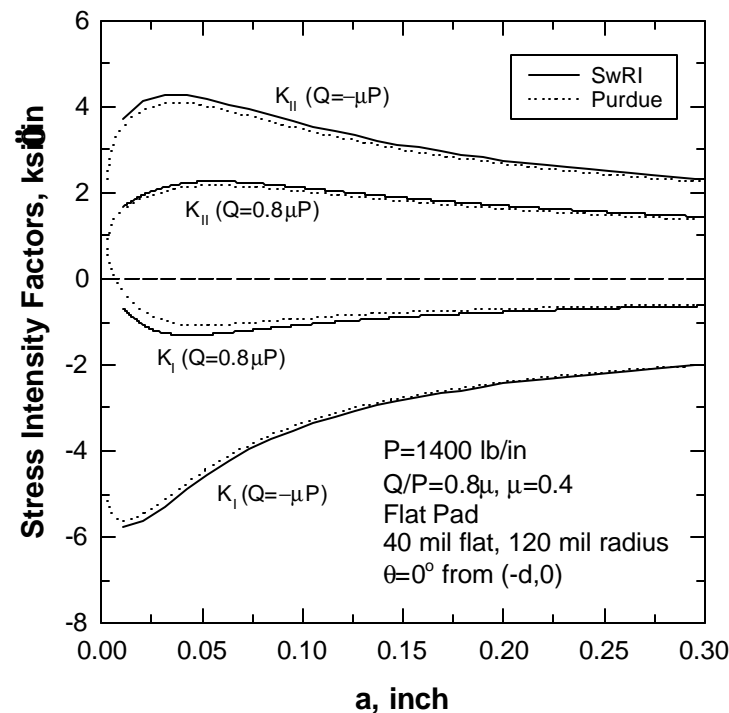 6
4
2
0
-2
-4
-6
-8
0.00 0.05 0.10 0.15 0.20 0.25 0.30
Stress Intensity Factors,
a, inch
SwRI
Purdue
K_II (Q=−μP)
K_II (Q=0.8μP)
K_I (Q=0.8μP)
K_I (Q=−μP)
P=1400 lb/in
Q/P=0.8μ, μ=0.4
Flat Pad
40 mil flat, 120 mil radius
θ=0° from (-d,0)